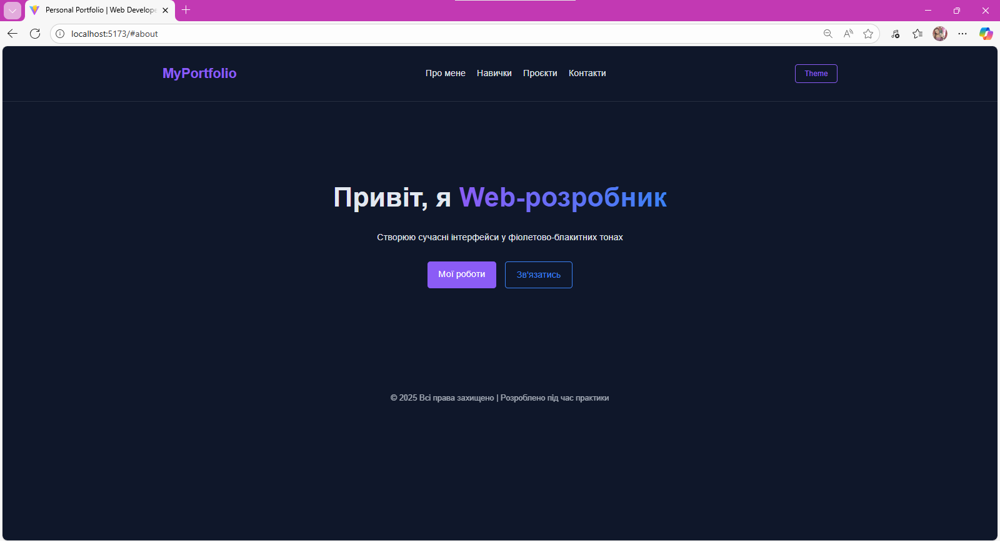 Personal Portfolio | Web Develope
localhost:5173/#about
MyPortfolio
Про мене Навички Проєкти Контакти
Theme
Привіт, я Web-розробник
Створюю сучасні інтерфейси у фіолетово-блакитних тонах
Мої роботи
Зв'язатись
© 2025 Всі права захищено | Розроблено під час практики